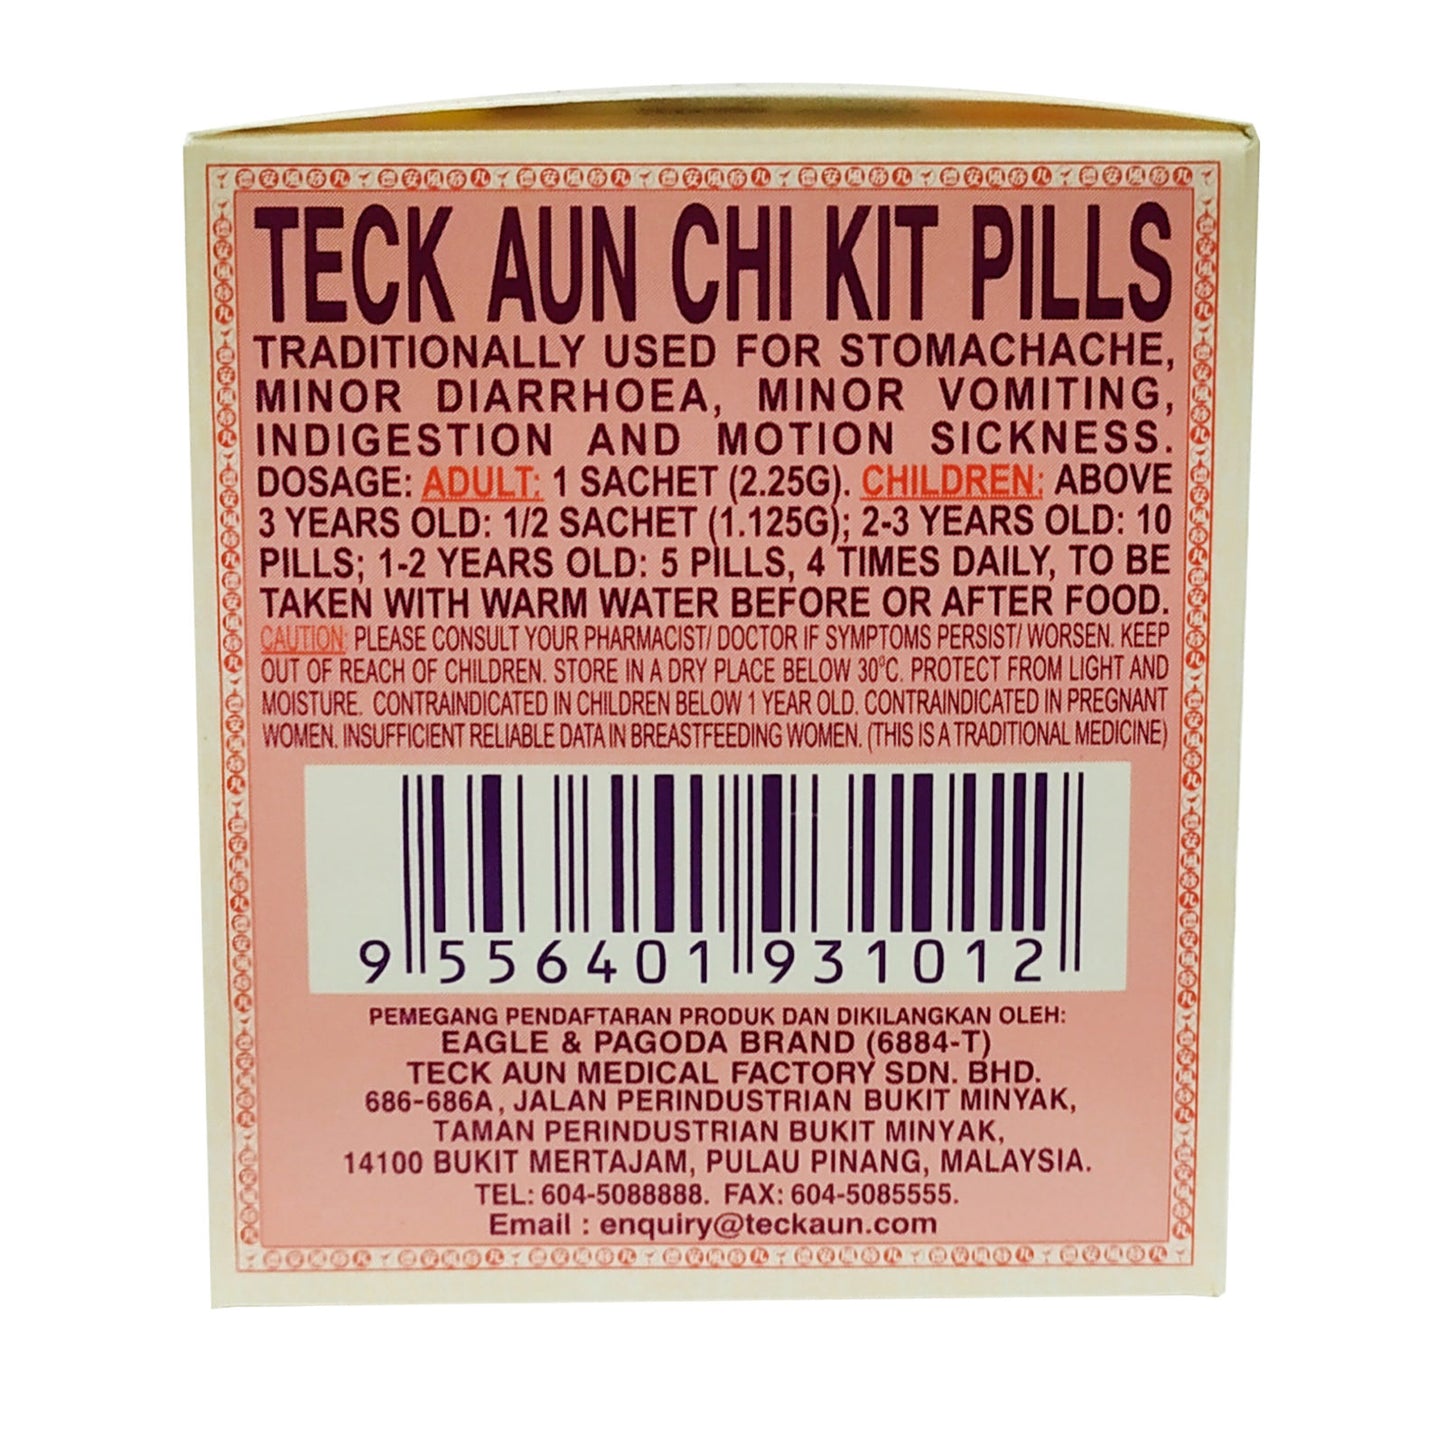 TECK AUN CHI KIT PILLS
TRADITIONALLY USED FOR STOMACHACHE,
MINOR DIARRHOEA, MINOR VOMITING,
INDIGESTION AND MOTION SICKNESS.
DOSAGE: ADULT: 1 SACHET (2.25G). CHILDREN: ABOVE
3 YEARS OLD: 1/2 SACHET (1.125G); 2-3 YEARS OLD: 10
PILLS; 1-2 YEARS OLD: 5 PILLS, 4 TIMES DAILY, TO BE
TAKEN WITH WARM WATER BEFORE OR AFTER FOOD.
CAUTION: PLEASE CONSULT YOUR PHARMACIST/ DOCTOR IF SYMPTOMS PERSIST/ WORSEN. KEEP
OUT OF REACH OF CHILDREN. STORE IN A DRY PLACE BELOW 30°C. PROTECT FROM LIGHT AND
MOISTURE. CONTRAINDICATED IN CHILDREN BELOW 1 YEAR OLD. CONTRAINDICATED IN PREGNANT
WOMEN. INSUFFICIENT RELIABLE DATA IN BREASTFEEDING WOMEN. (THIS IS A TRADITIONAL MEDICINE)
9 556401 931012
PEMEGANG PENDAFTARAN PRODUK DAN DIKILANGKAN OLEH:
EAGLE & PAGODA BRAND (6884-T)
TECK AUN MEDICAL FACTORY SDN. BHD.
686-686A, JALAN PERINDUSTRIAN BUKIT MINYAK,
TAMAN PERINDUSTRIAN BUKIT MINYAK,
14100 BUKIT MERTAJAM, PULAU PINANG, MALAYSIA.
TEL: 604-5088888. FAX: 604-5085555.
Email : enquiry@teckaun.com